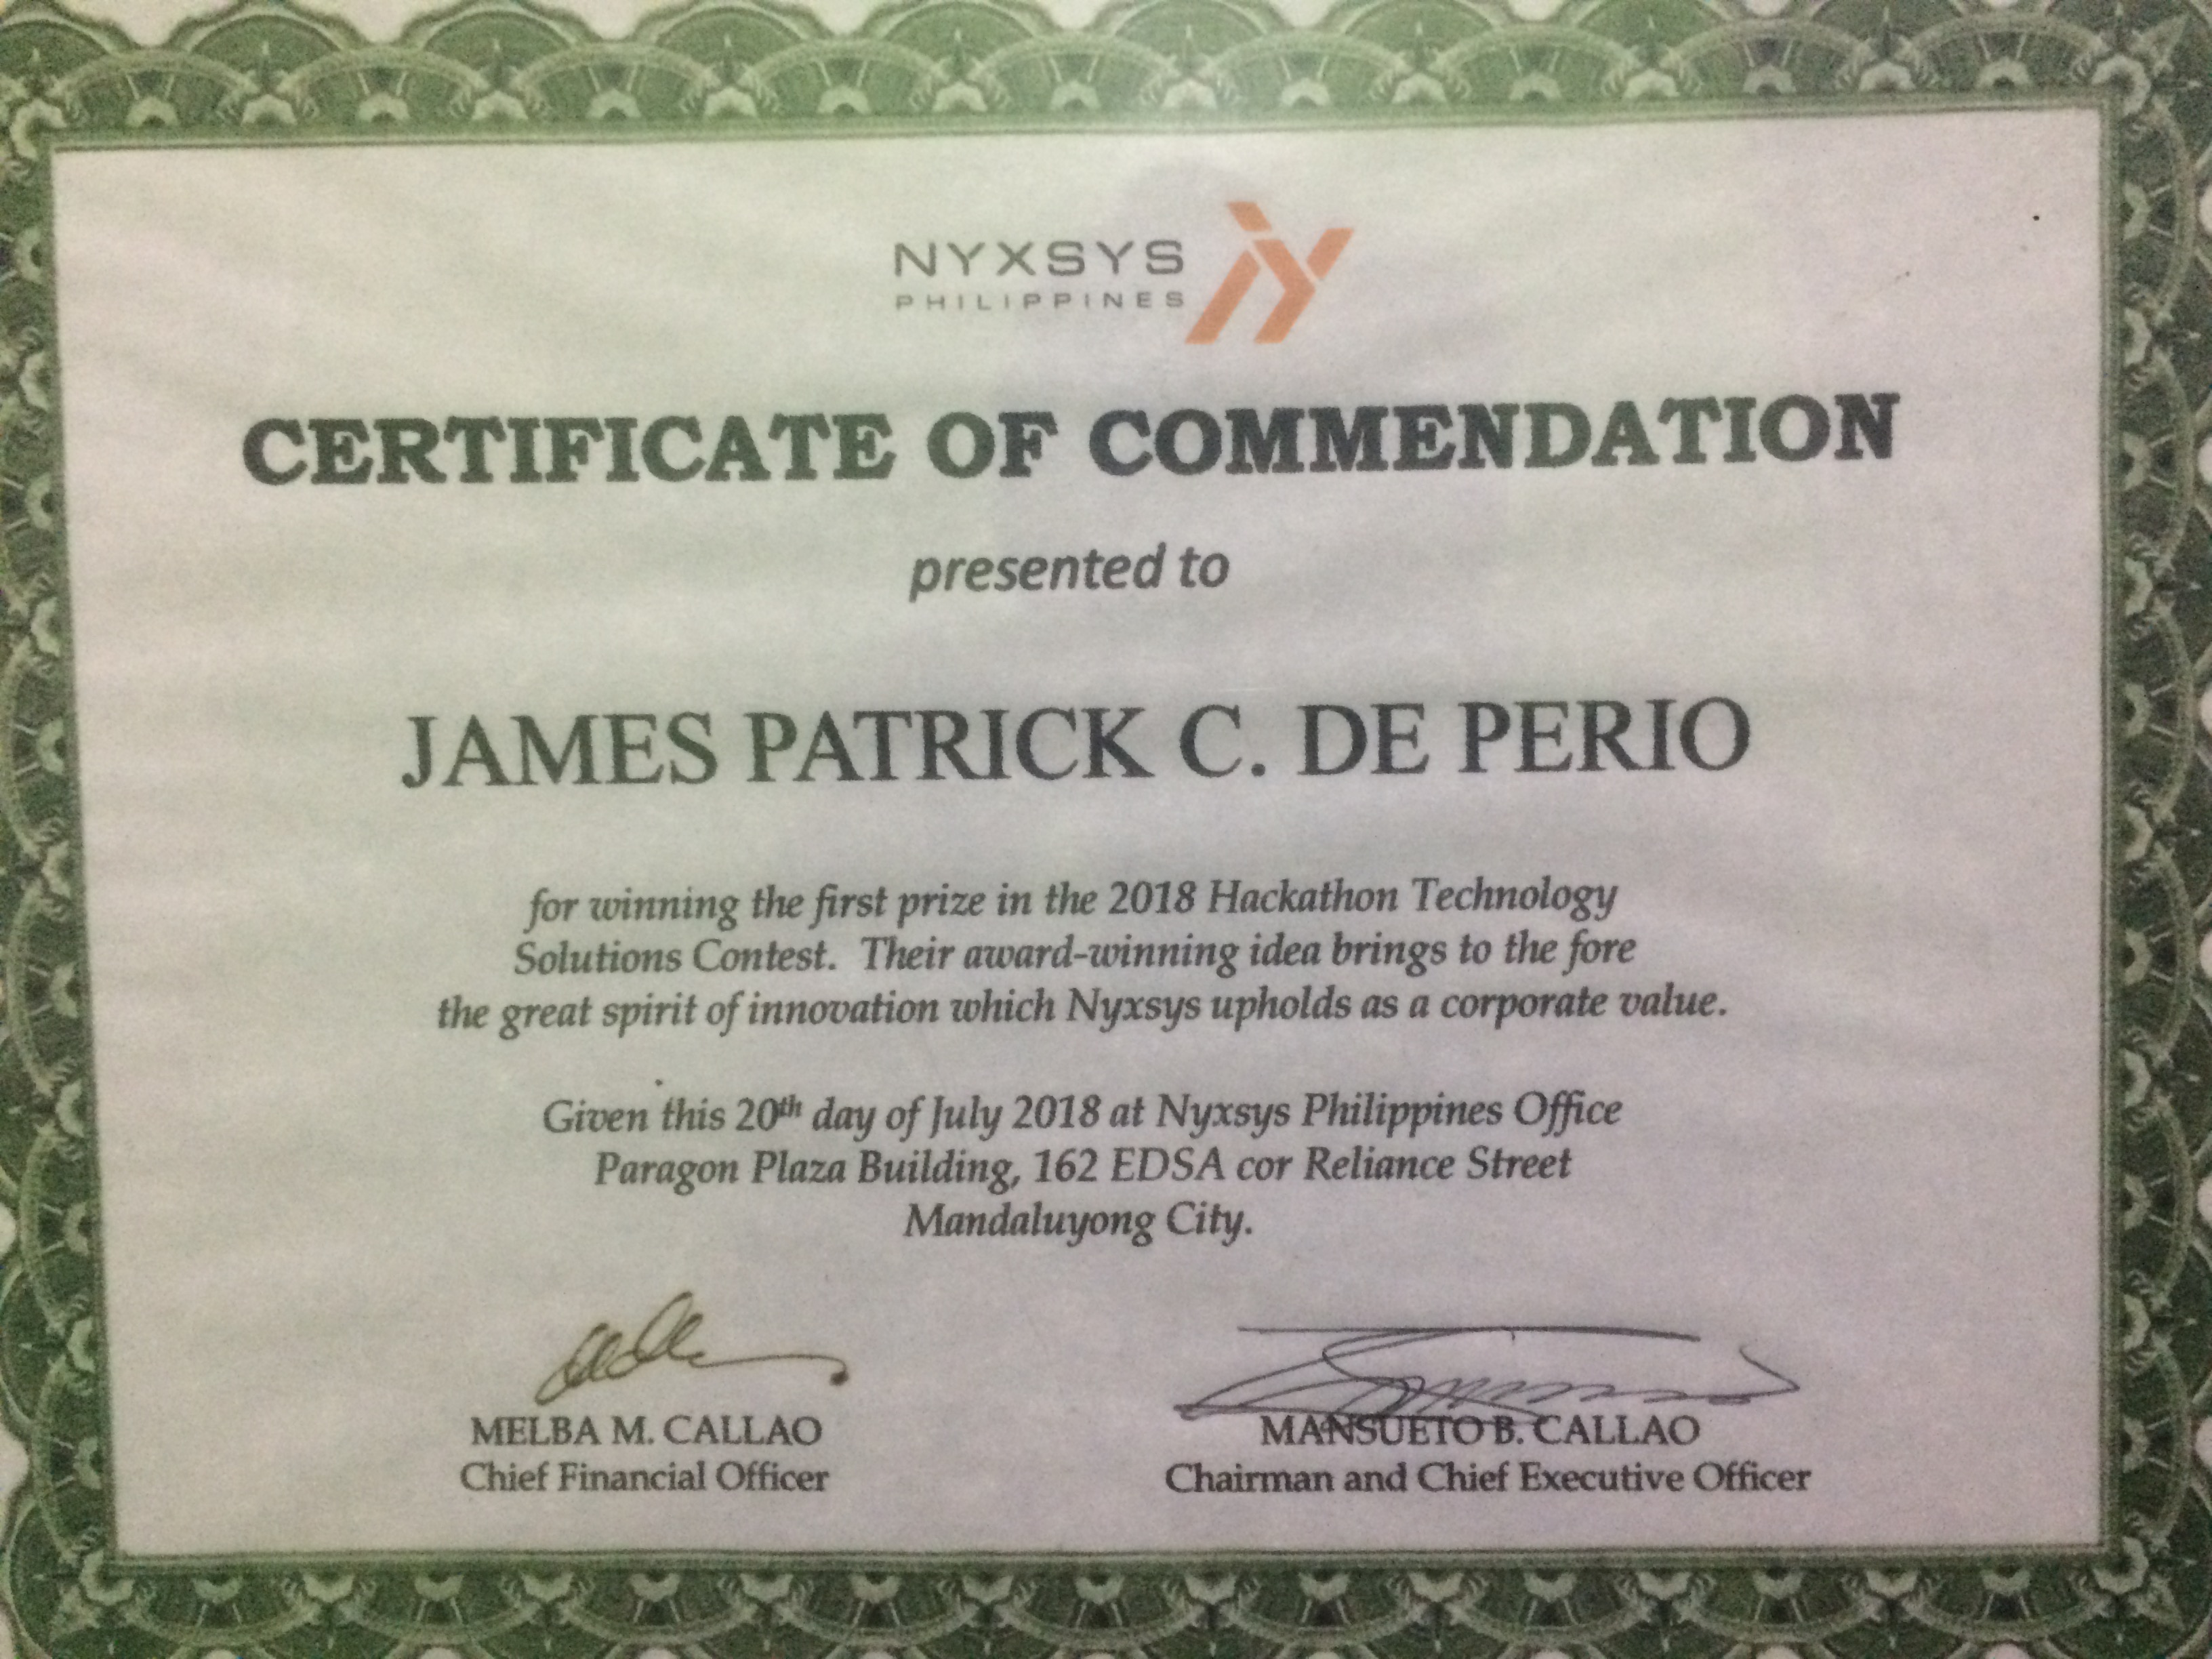 NYXSYS
PHILIPPINES
CERTIFICATE OF COMMENDATION
presented to
JAMES PATRICK C. DE PERIO
for winning the first prize in the 2018 Hackathon Technology
Solutions Contest. Their award-winning idea brings to the fore
the great spirit of innovation which Nyxsys upholds as a corporate value.
Given this 20th day of July 2018 at Nyxsys Philippines Office
Paragon Plaza Building, 162 EDSA cor Reliance Street
Mandaluyong City.
MELBA M. CALLAO
Chief Financial Officer
MANSUETO B. CALLAO
Chairman and Chief Executive Officer